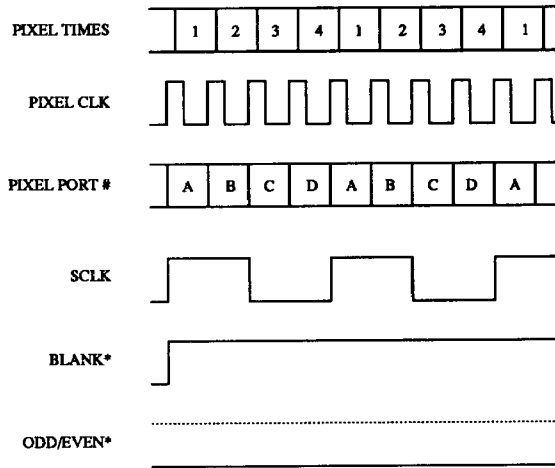 PIXEL TIMES 1 2 3 4 1 2 3 4 1
PIXEL CLK
PIXEL PORT # A B C D A B C D A
SCLK
BLANK*
ODD/EVEN*